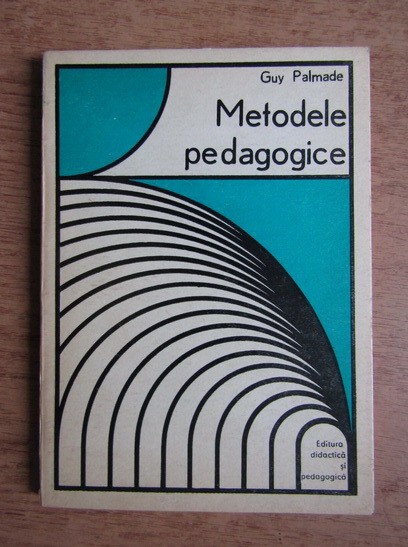 Guy Palmade
Metodele
pedagogice
Editura
didactică
și
pedagogică